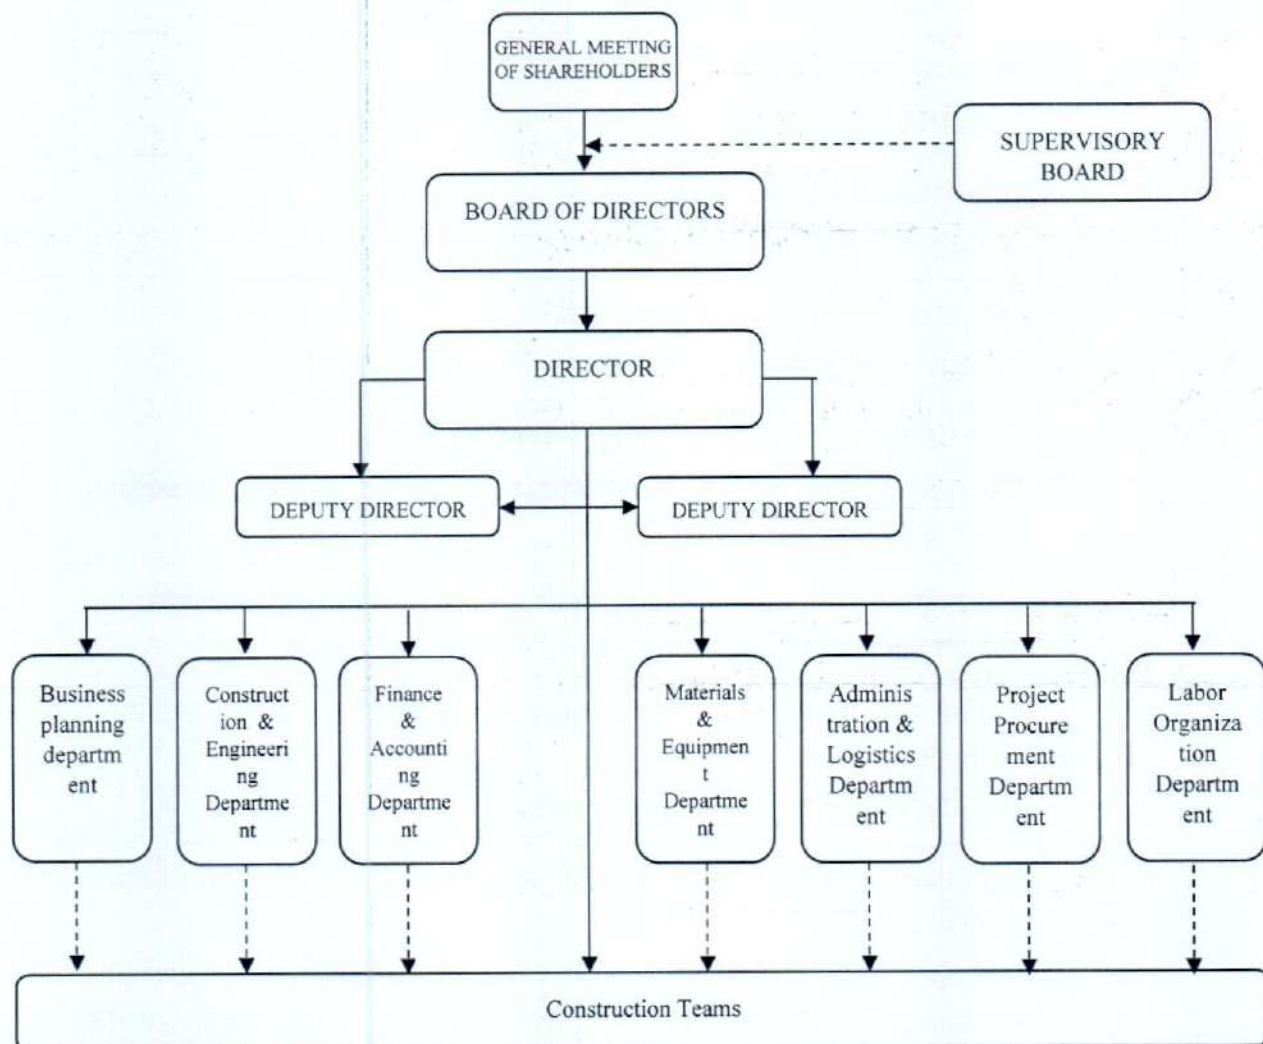 GENERAL MEETING
OF SHAREHOLDERS
SUPERVISORY
BOARD
BOARD OF DIRECTORS
DIRECTOR
DEPUTY DIRECTOR
DEPUTY DIRECTOR
Business
planning
departm
ent
Construct
ion &
Engineeri
ng
Departme
nt
Finance
&
Accounti
ng
Departme
nt
Materials
&
Equipmen
t
Departme
nt
Adminis
tration &
Logistics
Departm
ent
Project
Procure
ment
Departm
ent
Labor
Organiza
tion
Departm
ent
Construction Teams